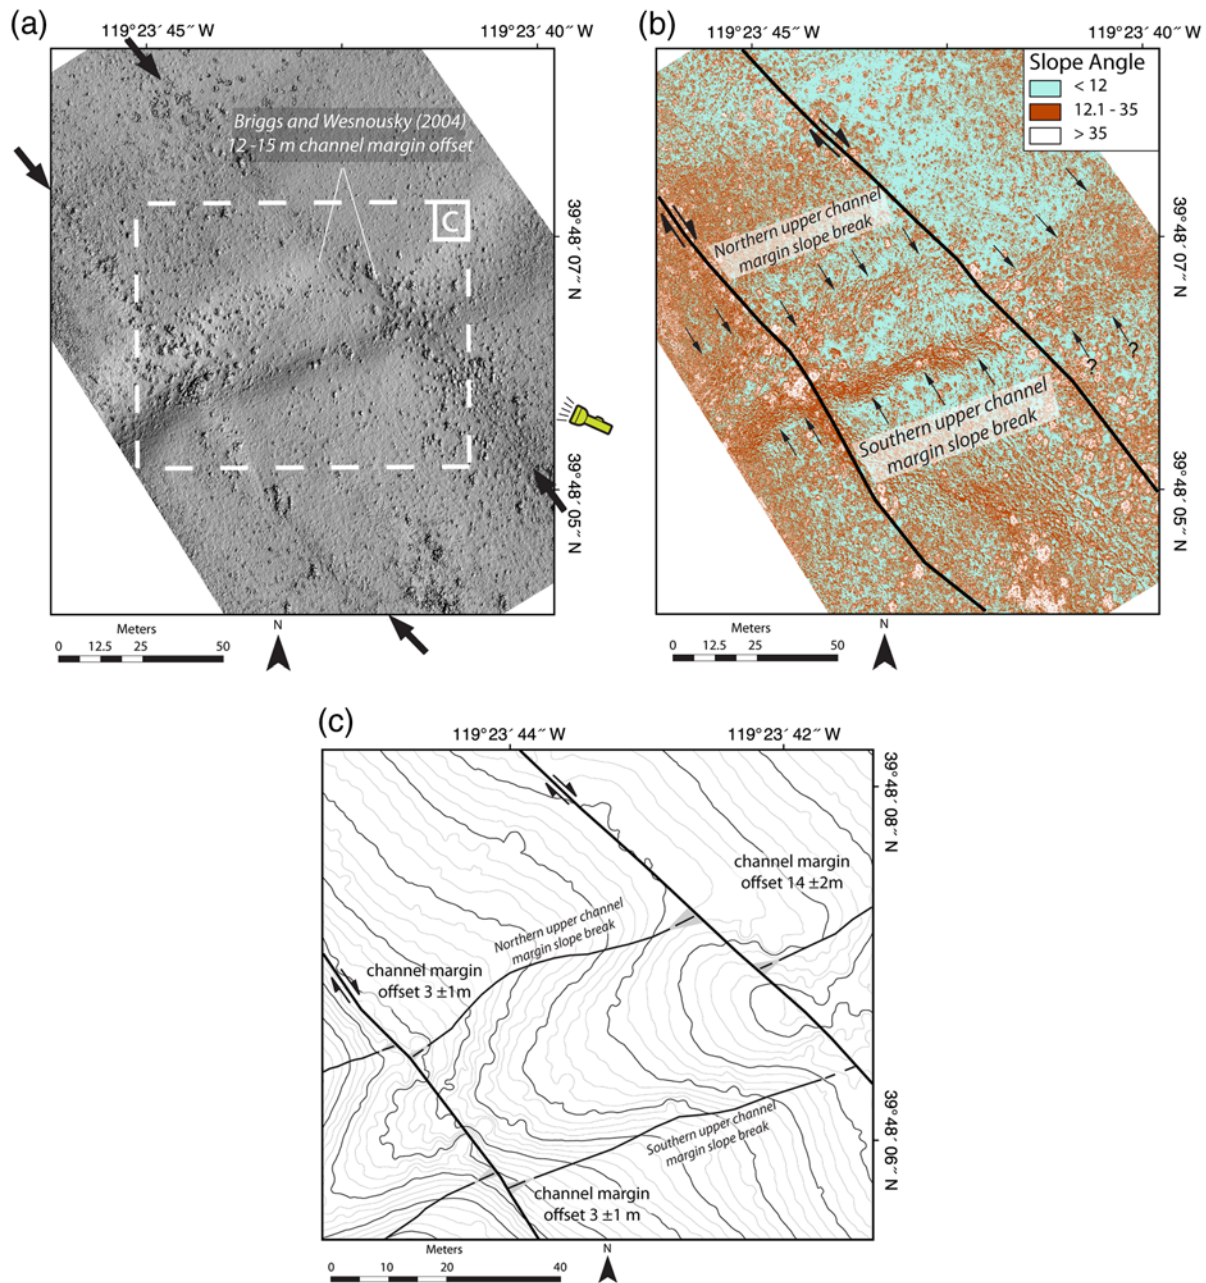 (a)
119°23′ 45″ W
119°23′ 40″ W
Briggs and Wesnousky (2004)
12 -15 m channel margin offset
C
39°48′ 07″ N
39°48′ 05″ N
Meters
0 12.5 25 50
N
(b)
119°23′ 45″ W
119°23′ 40″ W
Slope Angle
< 12
12.1 - 35
> 35
Northern upper channel
margin slope break
Southern upper channel
margin slope break
?
?
39°48′ 07″ N
39°48′ 05″ N
Meters
0 12.5 25 50
N
(c)
119°23′ 44″ W
119°23′ 42″ W
channel margin
offset 14 ±2m
Northern upper channel
margin slope break
channel margin
offset 3 ±1m
Southern upper channel
margin slope break
channel margin
offset 3 ±1 m
39°48′ 08″ N
39°48′ 06″ N
Meters
0 10 20 40
N